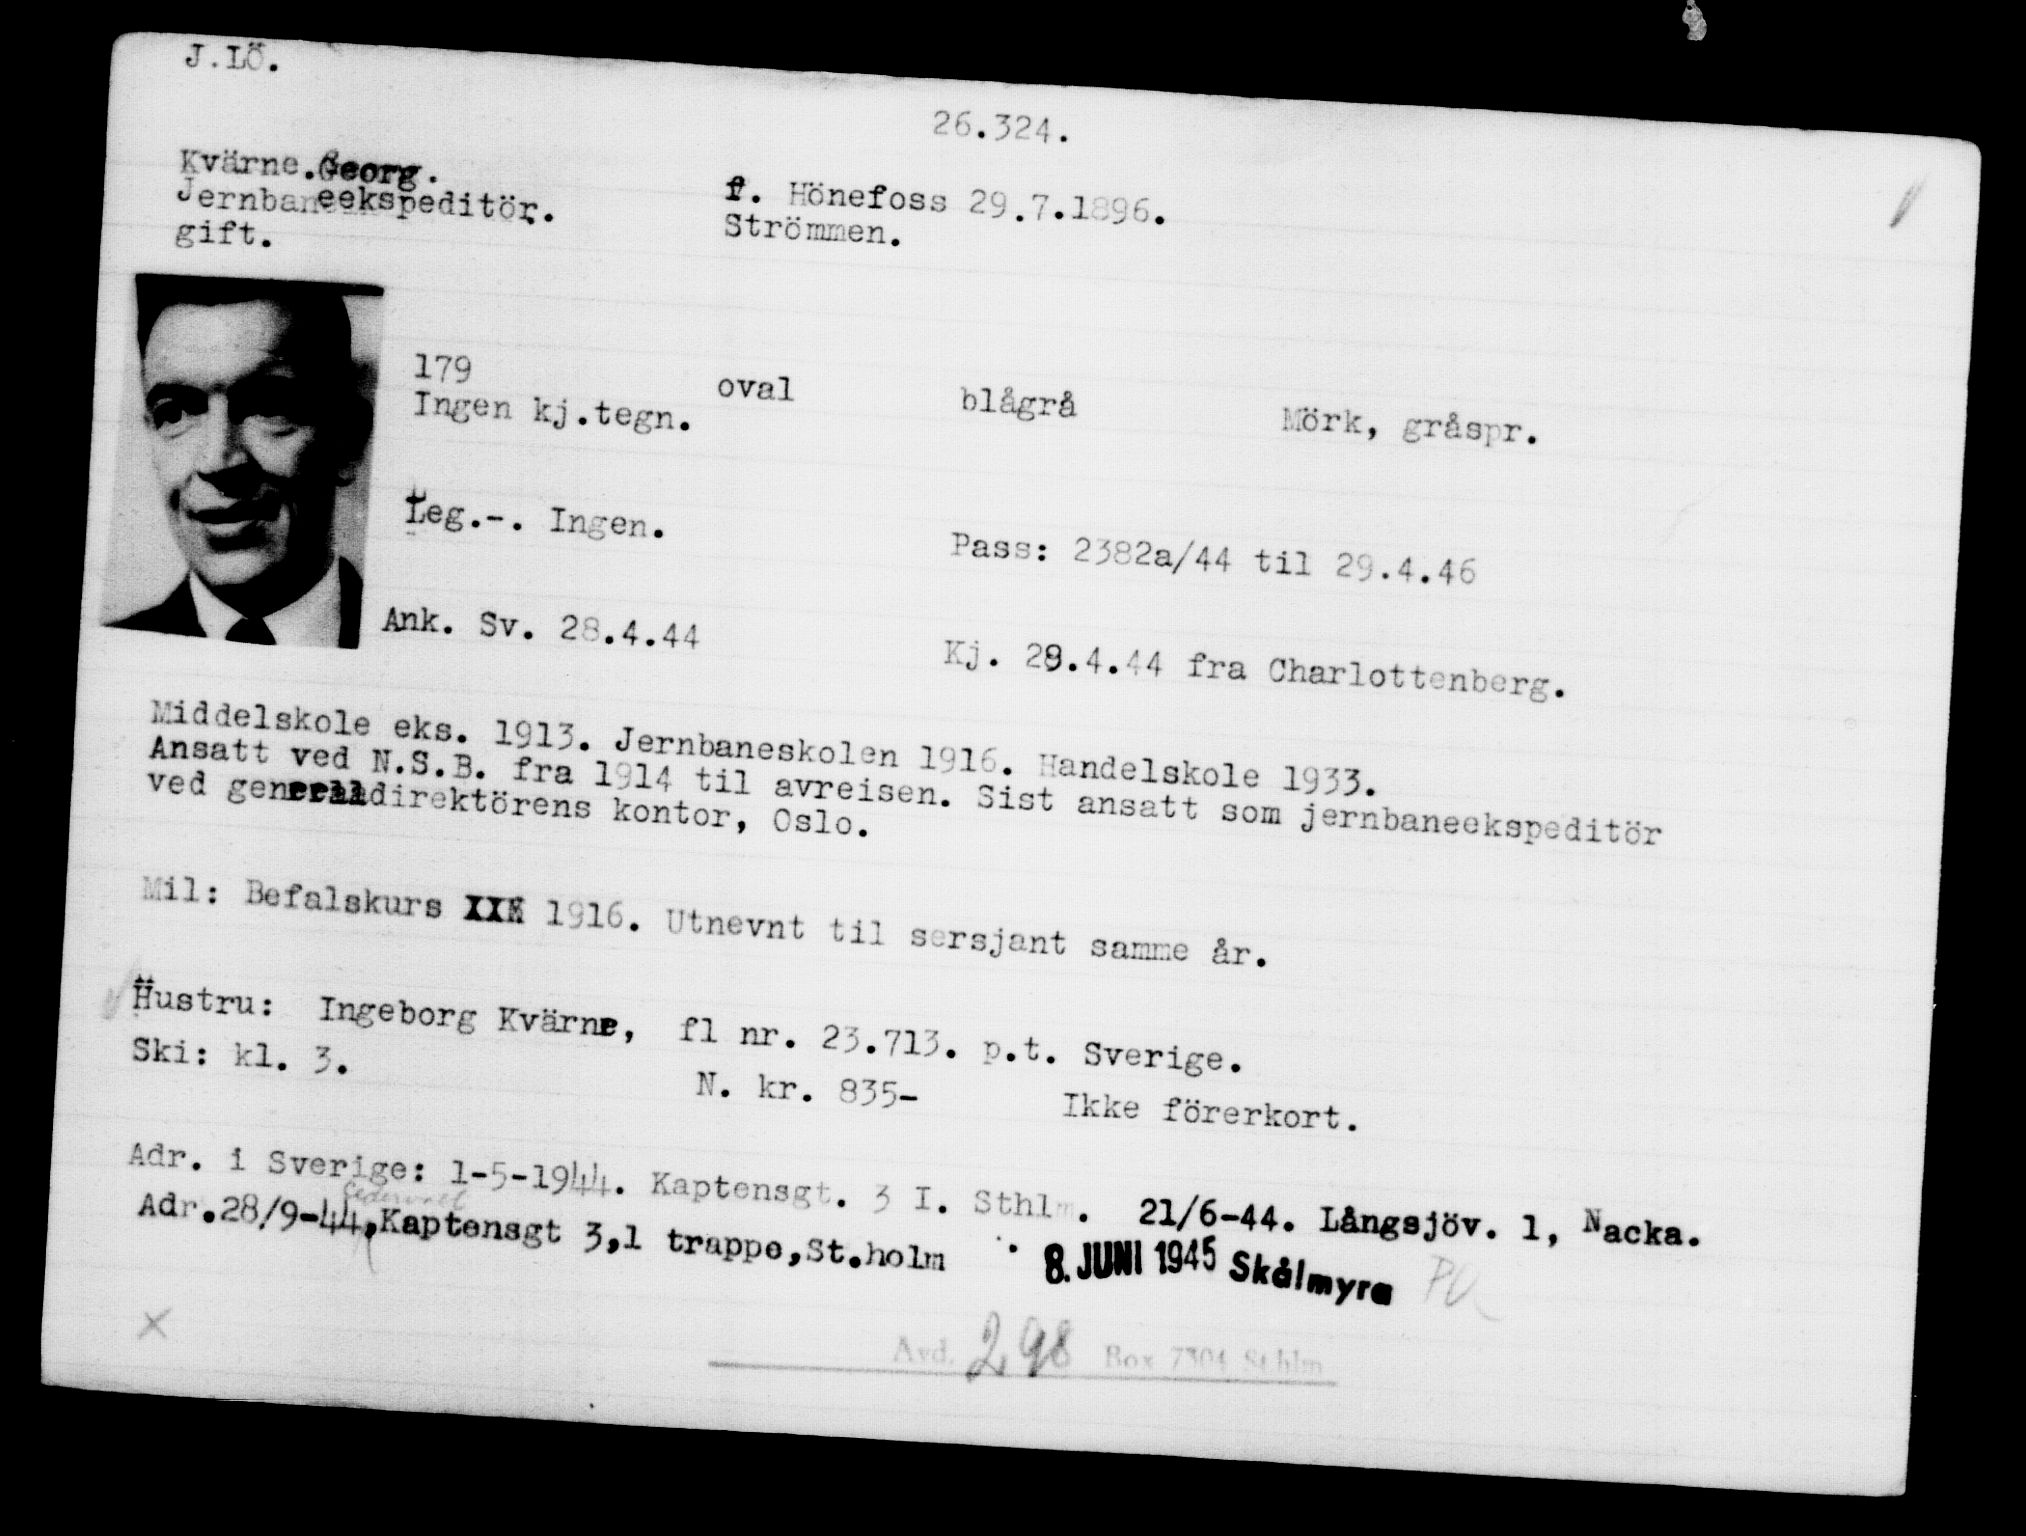 J.LÖ.
26.324.
Kvärne.Georg.
Jernbaneekspeditör.
gift.
f. Hönefoss 29.7.1896.
Strömmen.
179
Ingen kj.tegn.
oval
blågrå
Mörk, gråspr.
Leg.-. Ingen.
Pass: 2382a/44 til 29.4.46
Ank. Sv. 28.4.44
Kj. 29.4.44 fra Charlottenberg.
Middelskole eks. 1913. Jernbaneskolen 1916. Handelskole 1933.
Ansatt ved N.S.B. fra 1914 til avreisen. Sist ansatt som jernbaneekspeditör
ved generaldirektörens kontor, Oslo.
Mil: Befalskurs 1916. Utnevnt til sersjant samme år.
Hustru: Ingeborg Kvärne, fl nr. 23.713. p.t. Sverige.
Ski: kl. 3.
N. kr. 835-
Ikke förerkort.
Adr. i Sverige: 1-5-1944. Kaptensgt. 3 I. Sthlm. 21/6-44. Långsjöv. 1, Nacka.
Adr.28/9-44,Kaptensgt 3,1 trappe,St.holm
8. JUNI 1945 Skålmyra
Avd. 298 Box 7304 Sthlm